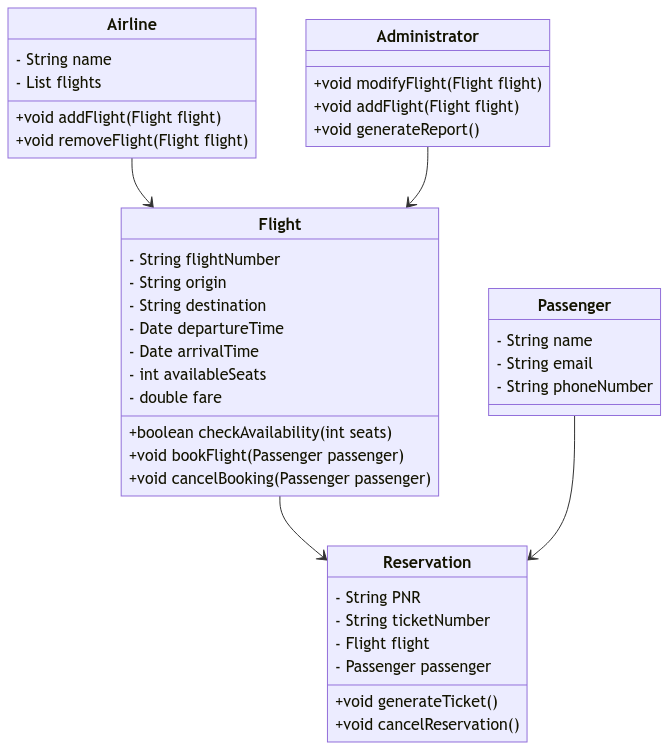 Airline
- String name
- List flights
+void addFlight(Flight flight)
+void removeFlight(Flight flight)
Administrator
+void modifyFlight(Flight flight)
+void addFlight(Flight flight)
+void generateReport()
Flight
- String flightNumber
- String origin
- String destination
- Date departureTime
- Date arrivalTime
- int availableSeats
- double fare
+boolean checkAvailability(int seats)
+void bookFlight(Passenger passenger)
+void cancelBooking(Passenger passenger)
Passenger
- String name
- String email
- String phoneNumber
Reservation
- String PNR
- String ticketNumber
- Flight flight
- Passenger passenger
+void generateTicket()
+void cancelReservation()